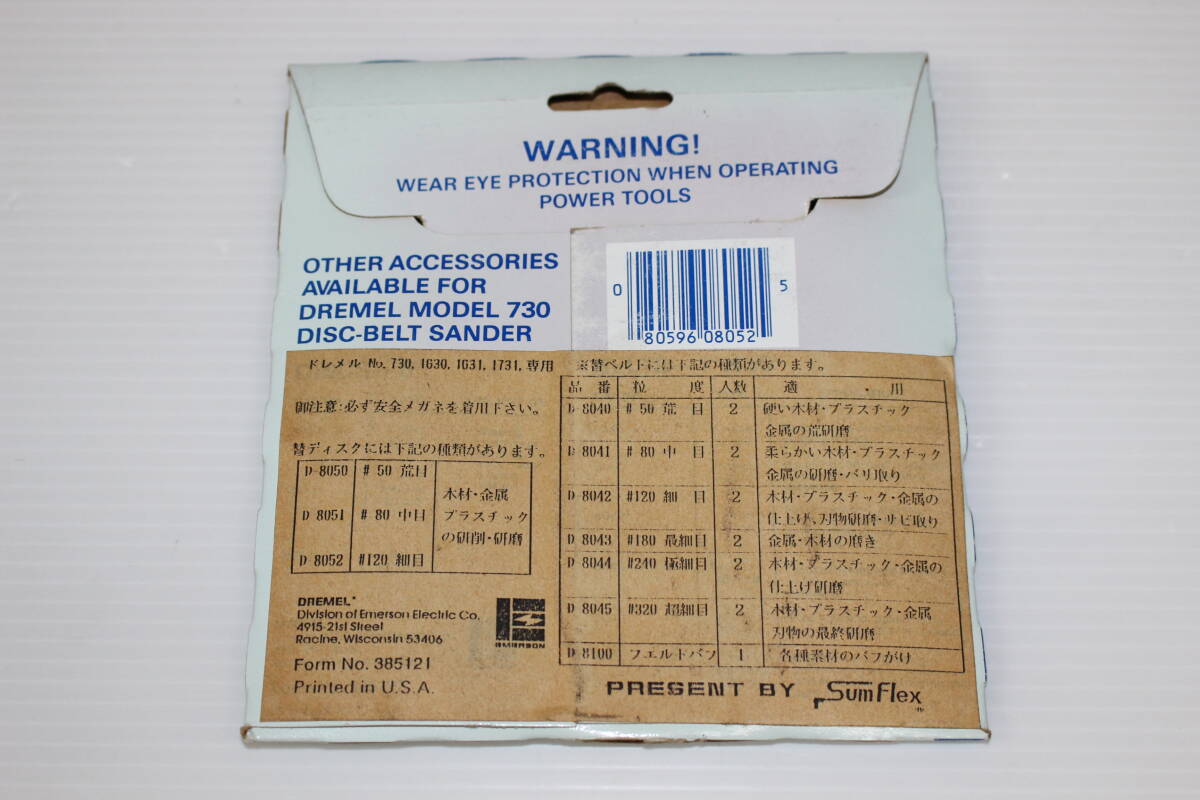 WARNING!
WEAR EYE PROTECTION WHEN OPERATING
POWER TOOLS
OTHER ACCESSORIES
AVAILABLE FOR
DREMEL MODEL 730
DISC-BELT SANDER
0 80596 08052 5
ドレメル No. 730, 1630, 1631, 1731, 専用
御注意:必ず安全メガネを着用下さい。
替ディスクには下記の種類があります。
D-8050 #50 荒目
木材・金属
D-8051 #80 中目 プラスチック
の研削・研磨
D-8052 #120 細目
DREMEL
Division of Emerson Electric Co.
4915-21st Street
Racine, Wisconsin 53406
EMERSON
Form No. 385121
Printed in U.S.A.
※替ベルトには下記の種類があります。
品番 粒度 入数 適・用
D-8040 #50 荒目 2 硬い木材・プラスチック
金属の荒研磨
D-8041 #80 中目 2 柔らかい木材・プラスチック
金属の研磨・バリ取り
D-8042 #120 細目 2 木材・プラスチック・金属の
仕上げ、刃物研磨・サビ取り
D-8043 #180 最細目 2 金属・木材の磨き
D-8044 #240 極細目 2 木材・プラスチック・金属の
仕上げ研磨
D-8045 #320 超細目 2 木材・プラスチック・金属
刃物の最終研磨
D-8100 フェルトバフ 1 各種素材のバフがけ
PRESENT BY SumFlex